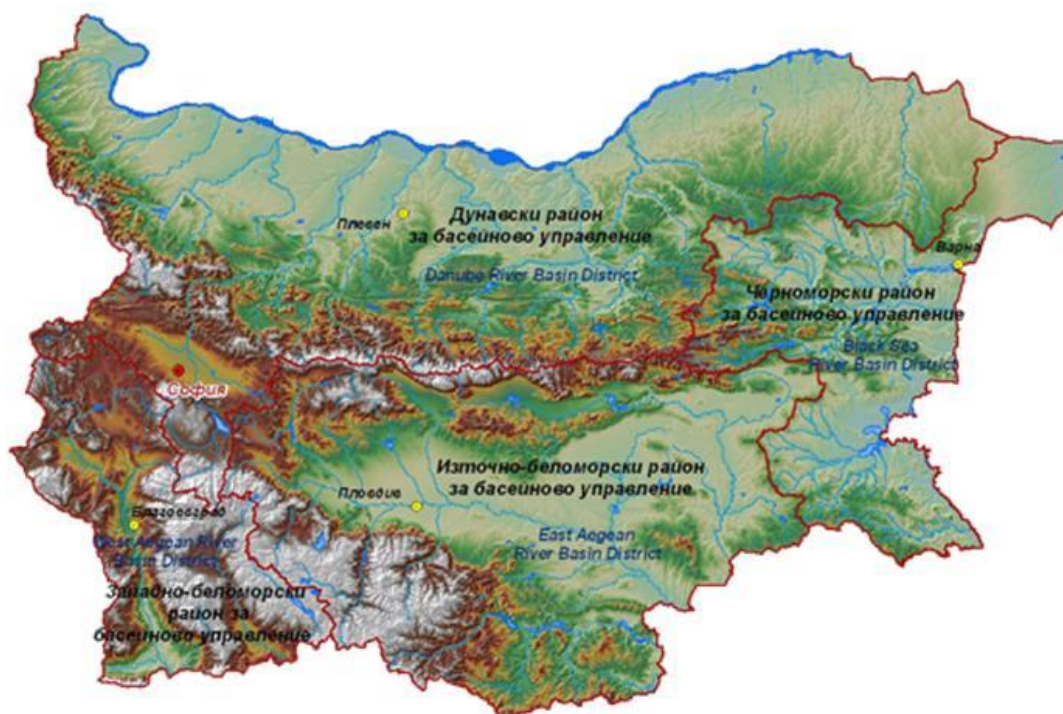 Плевен
Дунавски район
за басейново управление
Danube River Basin District
Варна
Черноморски район
за басейново управление
Black Sea
River Basin District
София
Източно-беломорски район
за басейново управление
Пловдив
East Aegean
River Basin District
Благоевград
West Aegean River
Basin District
Западно-беломорски
район за
басейново управление